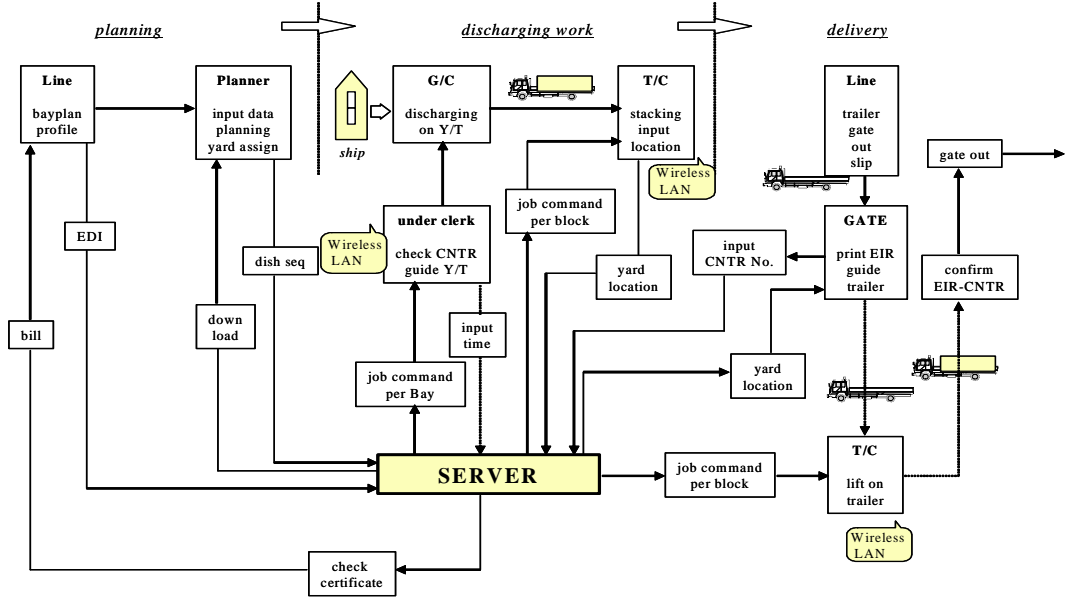 planning
discharging work
delivery
Line
bayplan
profile
Planner
input data
planning
yard assign
ship
G/C
discharging
on Y/T
T/C
stacking
input
location
Wireless
LAN
Line
trailer
gate
out
slip
gate out
EDI
dish seq
Wireless
LAN
under clerk
check CNTR
guide Y/T
job command
per block
yard
location
input
CNTR No.
GATE
print EIR
guide
trailer
confirm
EIR-CNTR
bill
down
load
input
time
job command
per Bay
yard
location
SERVER
job command
per block
T/C
lift on
trailer
Wireless
LAN
check
certificate